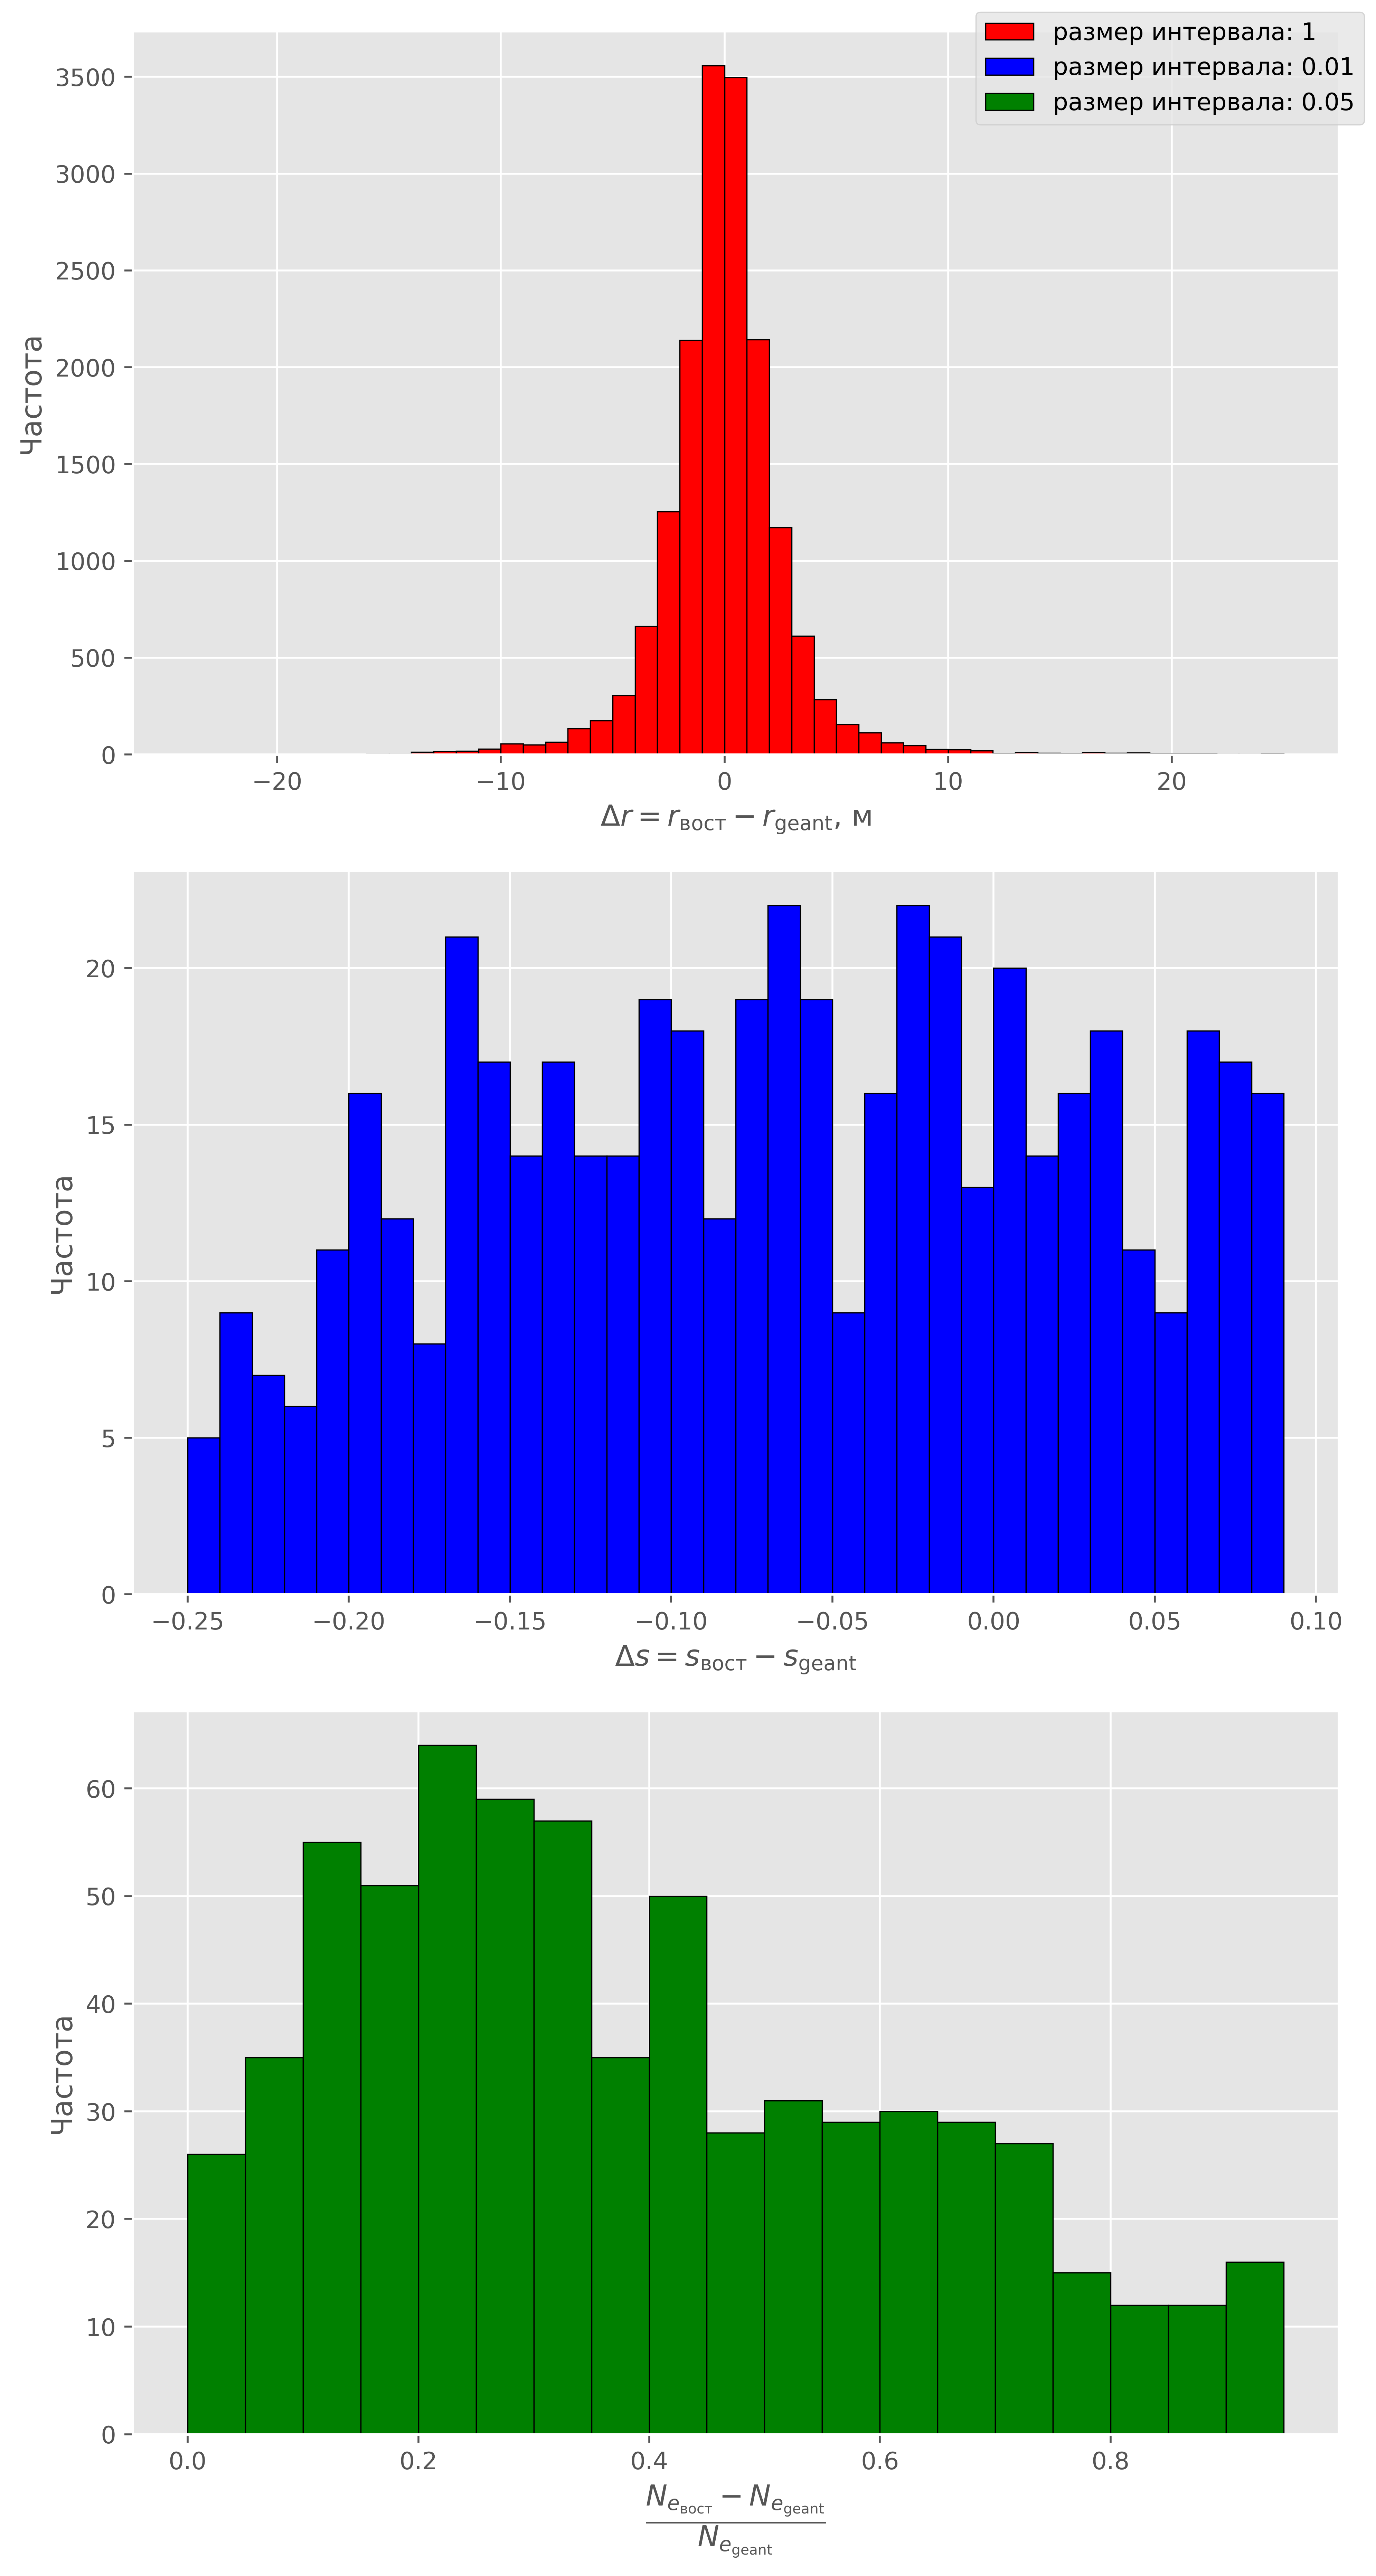 размер интервала: 1
размер интервала: 0.01
размер интервала: 0.05
3500
3000
2500
2000
1500
1000
500
0
Частота
−20 −10 0 10 20
Δr = r_вост − r_geant, м
20
15
10
5
0
Частота
−0.25 −0.20 −0.15 −0.10 −0.05 0.00 0.05 0.10
Δs = s_вост − s_geant
60
50
40
30
20
10
0
Частота
0.0 0.2 0.4 0.6 0.8
N_e_вост − N_e_geant
N_e_geant